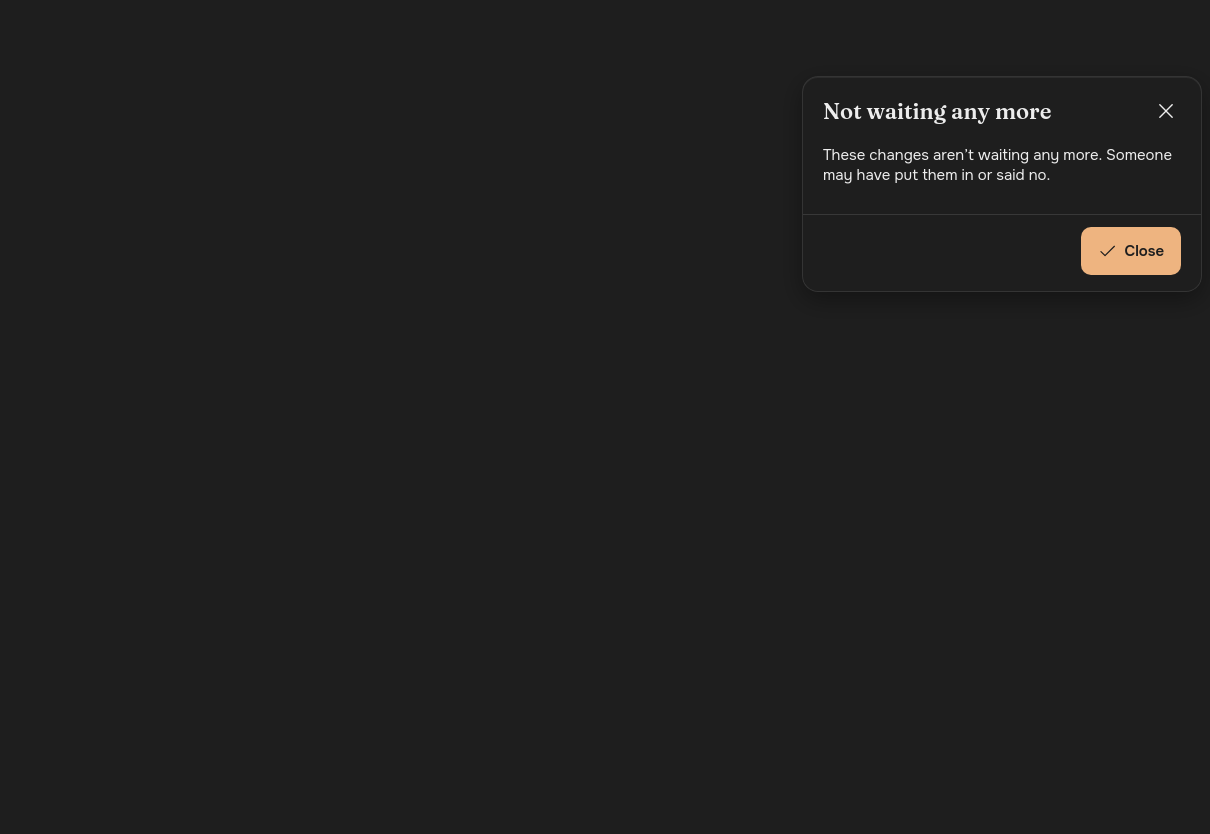 Not waiting any more
These changes aren't waiting any more. Someone
may have put them in or said no.
Close